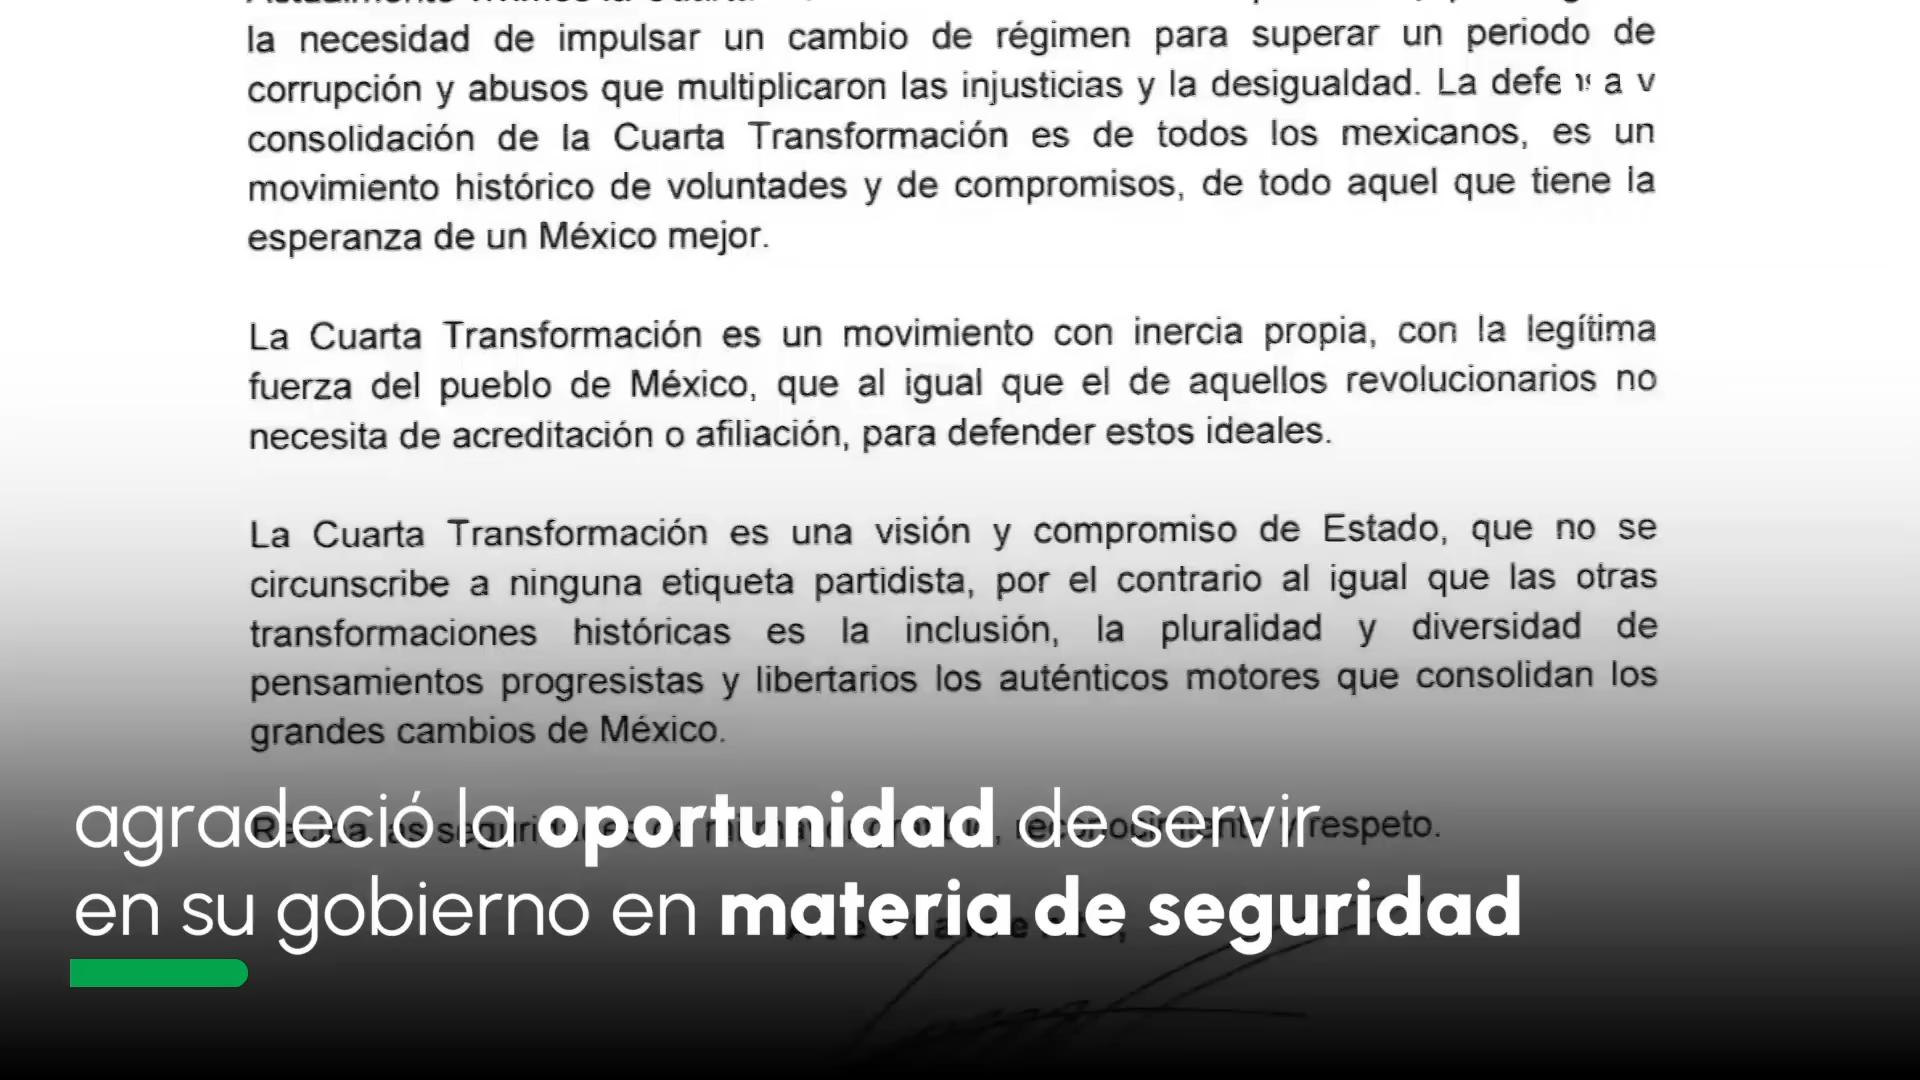 la necesidad de impulsar un cambio de régimen para superar un periodo de
corrupción y abusos que multiplicaron las injusticias y la desigualdad. La
consolidación de la Cuarta Transformación es de todos los mexicanos, es un
movimiento histórico de voluntades y de compromisos, de todo aquel que tiene la
esperanza de un México mejor.
La Cuarta Transformación es un movimiento con inercia propia, con la legítima
fuerza del pueblo de México, que al igual que el de aquellos revolucionarios no
necesita de acreditación o afiliación, para defender estos ideales.
La Cuarta Transformación es una visión y compromiso de Estado, que no se
circunscribe a ninguna etiqueta partidista, por el contrario al igual que las otras
transformaciones históricas es la inclusión, la pluralidad y diversidad de
pensamientos progresistas y libertarios los auténticos motores que consolidan los
grandes cambios de México.
respeto.
agradeció la oportunidad de servir
en su gobierno en materia de seguridad